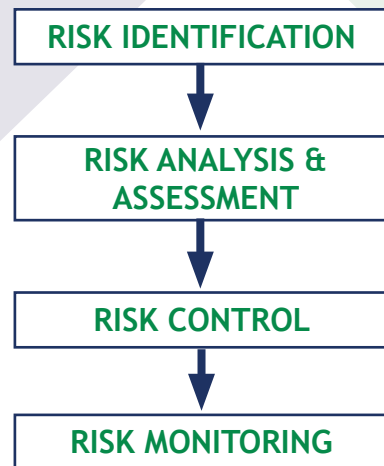 RISK IDENTIFICATION
RISK ANALYSIS &
ASSESSMENT
RISK CONTROL
RISK MONITORING